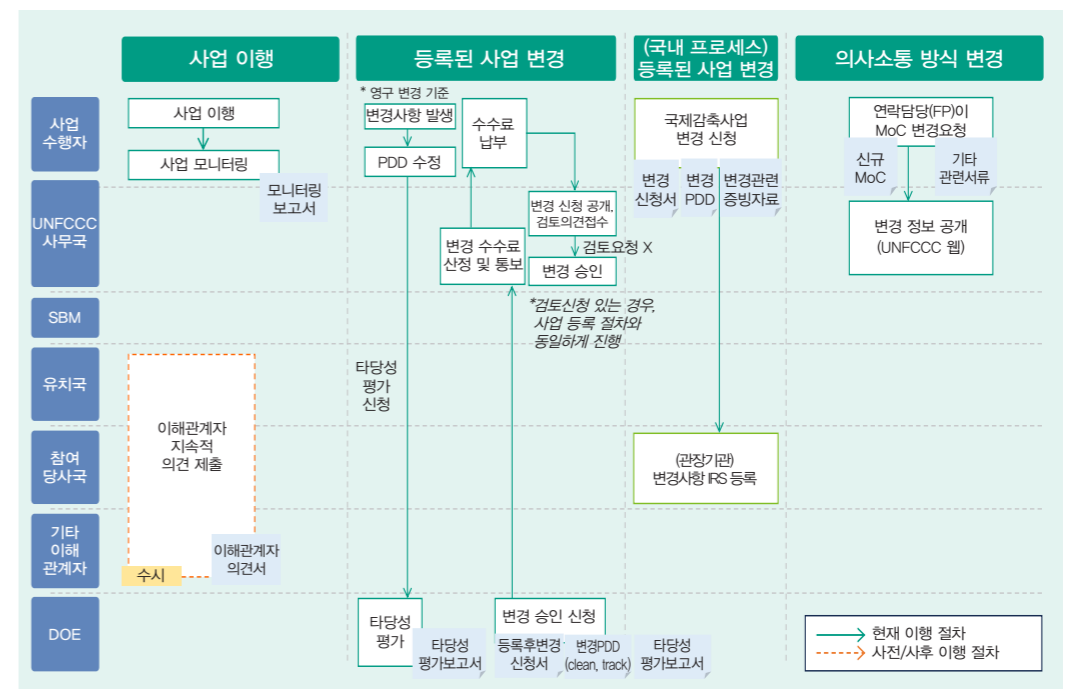 사업 이행
등록된 사업 변경
(국내 프로세스)
등록된 사업 변경
의사소통 방식 변경
사업
수행자
UNFCCC
사무국
SBM
유치국
참여
당사국
기타
이해
관계자
DOE
사업 이행
사업 모니터링
모니터링
보고서
이해관계자
지속적
의견 제출
이해관계자
의견서
수시
* 영구 변경 기준
변경사항 발생
PDD 수정
수수료
납부
변경 신청 공개,
검토의견접수
검토요청 X
변경 수수료
산정 및 통보
변경 승인
*검토신청 있는 경우,
사업 등록 절차와
동일하게 진행
타당성
평가
신청
타당성
평가
타당성
평가보고서
변경 승인 신청
등록후변경
신청서
변경PDD
(clean, track)
타당성
평가보고서
국제감축사업
변경 신청
변경
신청서
변경
PDD
변경관련
증빙자료
(관장기관)
변경사항 IRS 등록
연락담당(FP)이
MoC 변경요청
신규
MoC
기타
관련서류
변경 정보 공개
(UNFCCC 웹)
현재 이행 절차
사전/사후 이행 절차